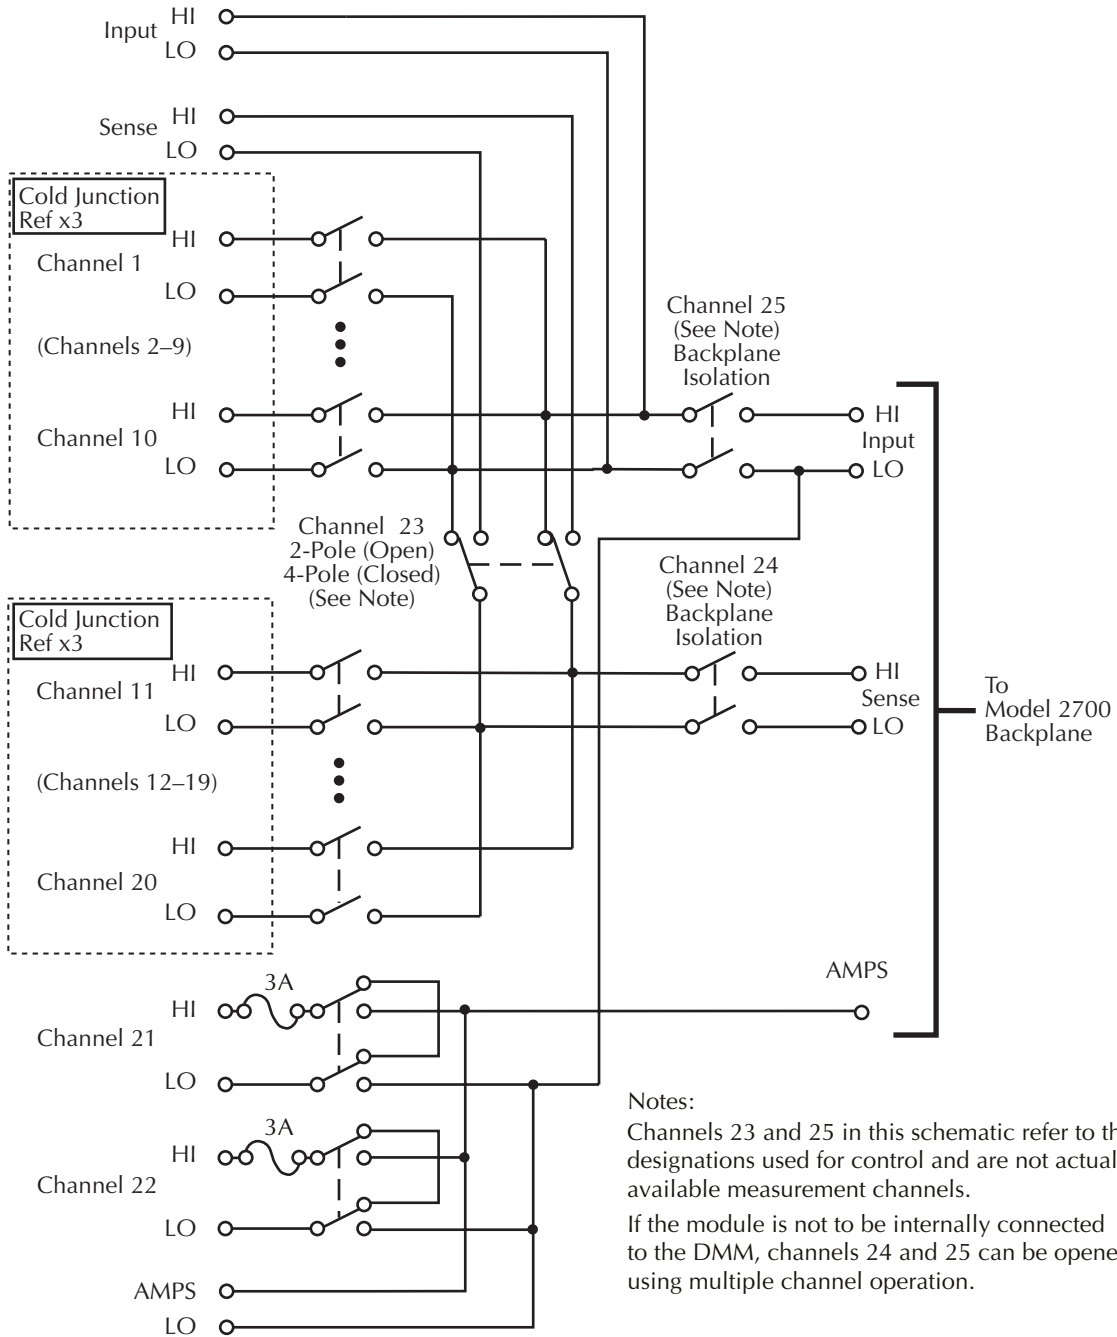 Input HI
LO
Sense HI
LO
Cold Junction
Ref x3
HI
Channel 1
LO
(Channels 2–9)
HI
Channel 10
LO
Channel 25
(See Note)
Backplane
Isolation
HI
Input
LO
Channel 23
2-Pole (Open)
4-Pole (Closed)
(See Note)
Channel 24
(See Note)
Backplane
Isolation
Cold Junction
Ref x3
HI
Channel 11
LO
(Channels 12–19)
HI
Channel 20
LO
HI
Sense
LO
To
Model 2700
Backplane
AMPS
3A
HI
Channel 21
LO
3A
HI
Channel 22
LO
AMPS
LO
Notes:
Channels 23 and 25 in this schematic refer to th
designations used for control and are not actual
available measurement channels.
If the module is not to be internally connected
to the DMM, channels 24 and 25 can be opene
using multiple channel operation.